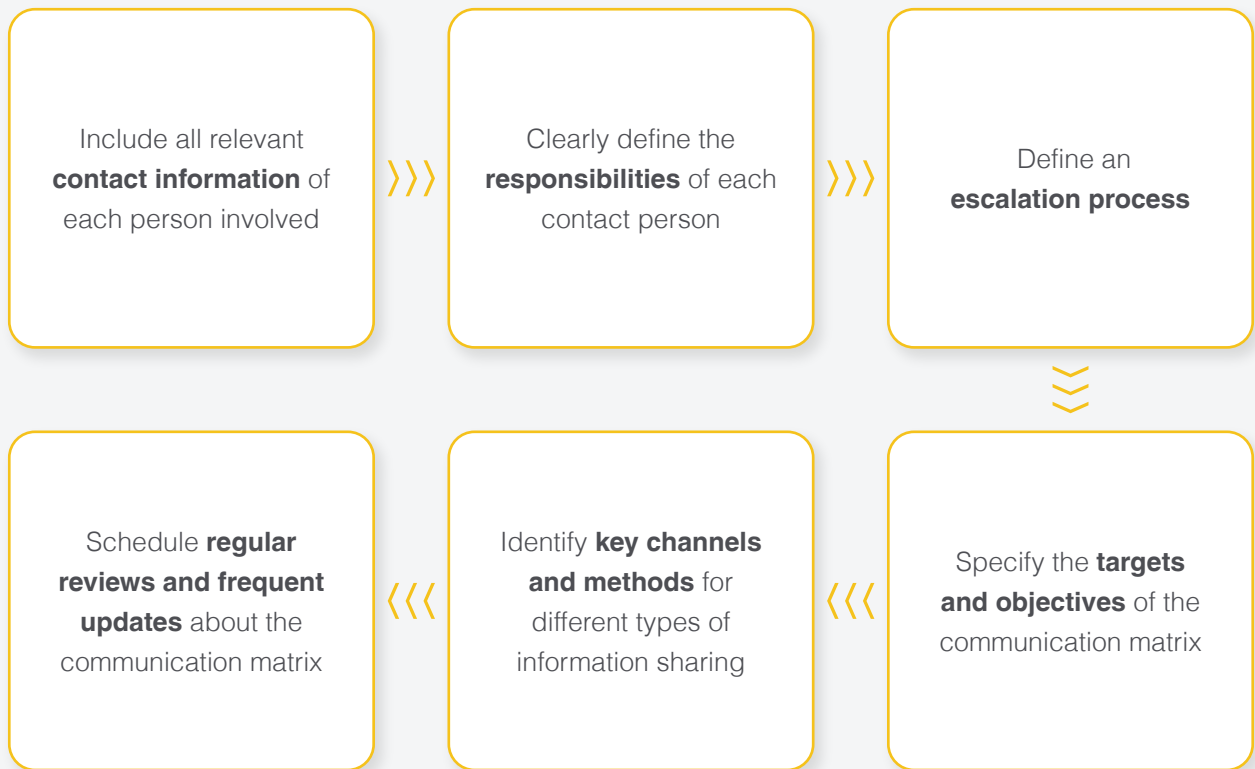 Include all relevant
contact information of
each person involved
Clearly define the
responsibilities of each
contact person
Define an
escalation process
Specify the targets
and objectives of the
communication matrix
Identify key channels
and methods for
different types of
information sharing
Schedule regular
reviews and frequent
updates about the
communication matrix